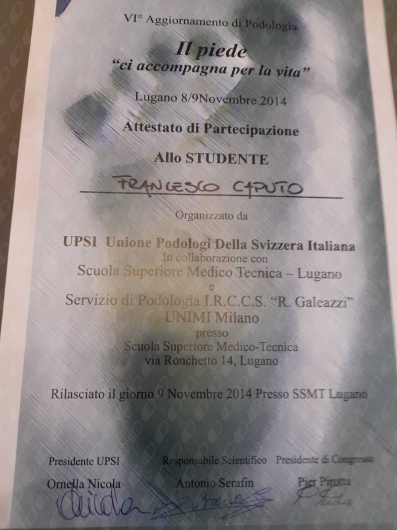 VI° Aggiornamento di Podologia
Il piede
“ci accompagna per la vita”
Lugano 8/9Novembre 2014
Attestato di Partecipazione
Allo STUDENTE
FRANCESCO CAPUTO
Organizzato da
UPSI Unione Podologi Della Svizzera Italiana
In collaborazione con
Scuola Superiore Medico Tecnica – Lugano
e
Servizio di Podologia I.R.C.C.S. “R. Galeazzi”
UNIMI Milano
presso
Scuola Superiore Medico-Tecnica
via Ronchetto 14, Lugano
Rilasciato il giorno 9 Novembre 2014 Presso SSMT Lugano
Presidente UPSI Responsabile Scientifico Presidente di Congresso
Ornella Nicola Antonio Serafin Pier Pirotta